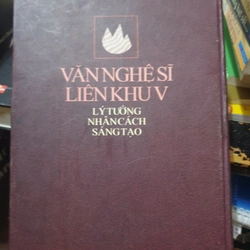 VĂN NGHỆ SĨ
LIÊN KHU V
LÝ TƯỞNG
NHÂN CÁCH
SÁNG TẠO